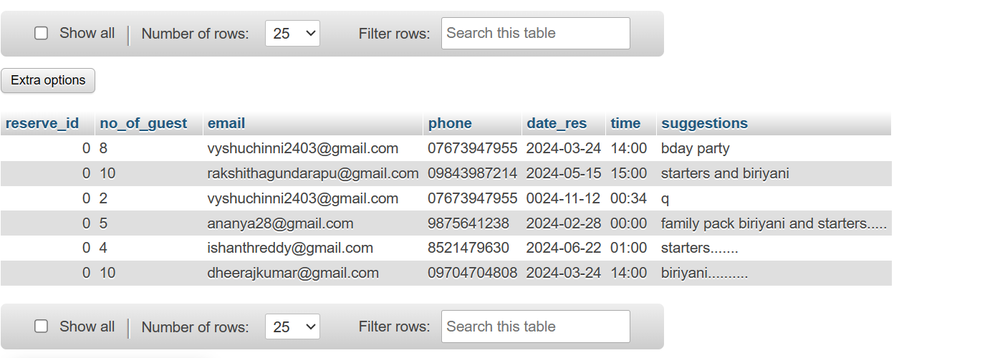 Show all Number of rows: 25 Filter rows: Search this table
Extra options
reserve_id no_of_guest email phone date_res time suggestions
0 8 vyshuchinni2403@gmail.com 07673947955 2024-03-24 14:00 bday party
0 10 rakshithagundarapu@gmail.com 09843987214 2024-05-15 15:00 starters and biriyani
0 2 vyshuchinni2403@gmail.com 07673947955 0024-11-12 00:34 q
0 5 ananya28@gmail.com 9875641238 2024-02-28 00:00 family pack biriyani and starters.....
0 4 ishanthreddy@gmail.com 8521479630 2024-06-22 01:00 starters.......
0 10 dheerajkumar@gmail.com 09704704808 2024-03-24 14:00 biriyani..........
Show all Number of rows: 25 Filter rows: Search this table